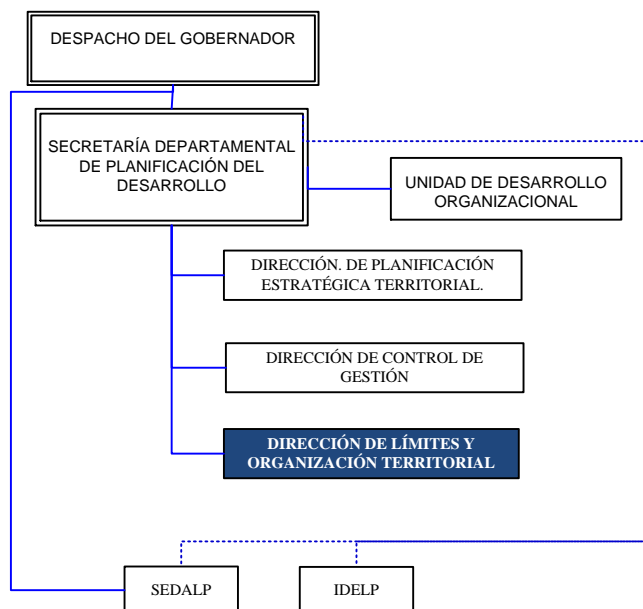 DESPACHO DEL GOBERNADOR
SECRETARÍA DEPARTAMENTAL
DE PLANIFICACIÓN DEL
DESARROLLO
UNIDAD DE DESARROLLO
ORGANIZACIONAL
DIRECCIÓN. DE PLANIFICACIÓN
ESTRATÉGICA TERRITORIAL.
DIRECCIÓN DE CONTROL DE
GESTIÓN
DIRECCIÓN DE LÍMITES Y
ORGANIZACIÓN TERRITORIAL
SEDALP
IDELP